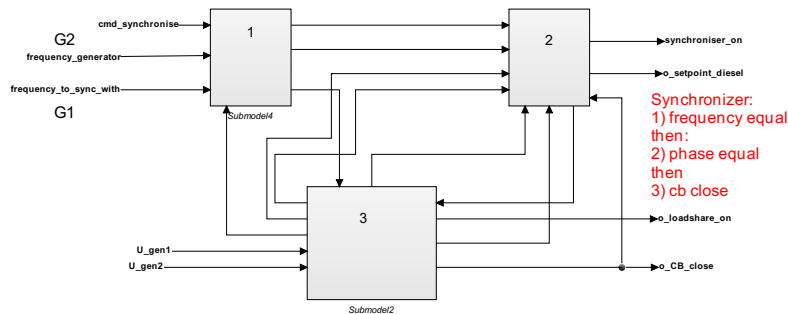 cmd_synchronise
G2
frequency_generator
frequency_to_sync_with
G1
1
Submodel4
2
synchroniser_on
o_setpoint_diesel
Synchronizer:
1) frequency equal
then:
2) phase equal
then
3) cb close
3
U_gen1
U_gen2
Submodel2
o_loadshare_on
o_CB_close